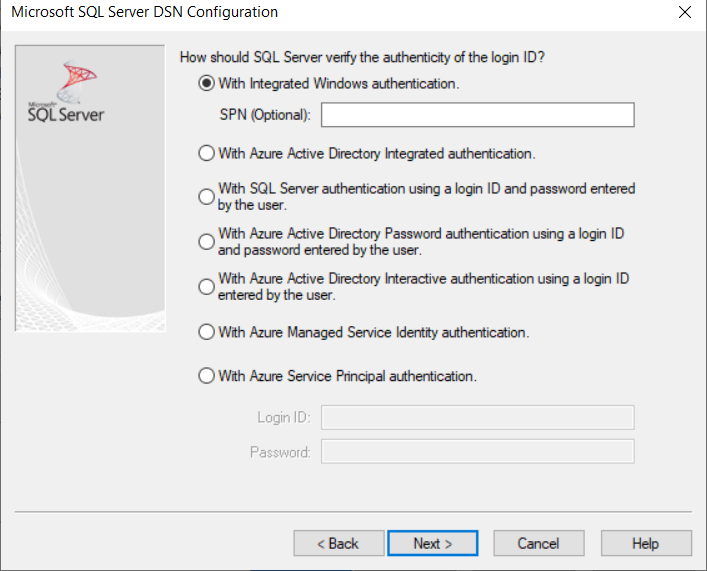 Microsoft SQL Server DSN Configuration
How should SQL Server verify the authenticity of the login ID?
Microsoft
SQL Server
With Integrated Windows authentication.
SPN (Optional):
With Azure Active Directory Integrated authentication.
With SQL Server authentication using a login ID and password entered
by the user.
With Azure Active Directory Password authentication using a login ID
and password entered by the user.
With Azure Active Directory Interactive authentication using a login ID
entered by the user.
With Azure Managed Service Identity authentication.
With Azure Service Principal authentication.
Login ID:
Password:
< Back
Next >
Cancel
Help